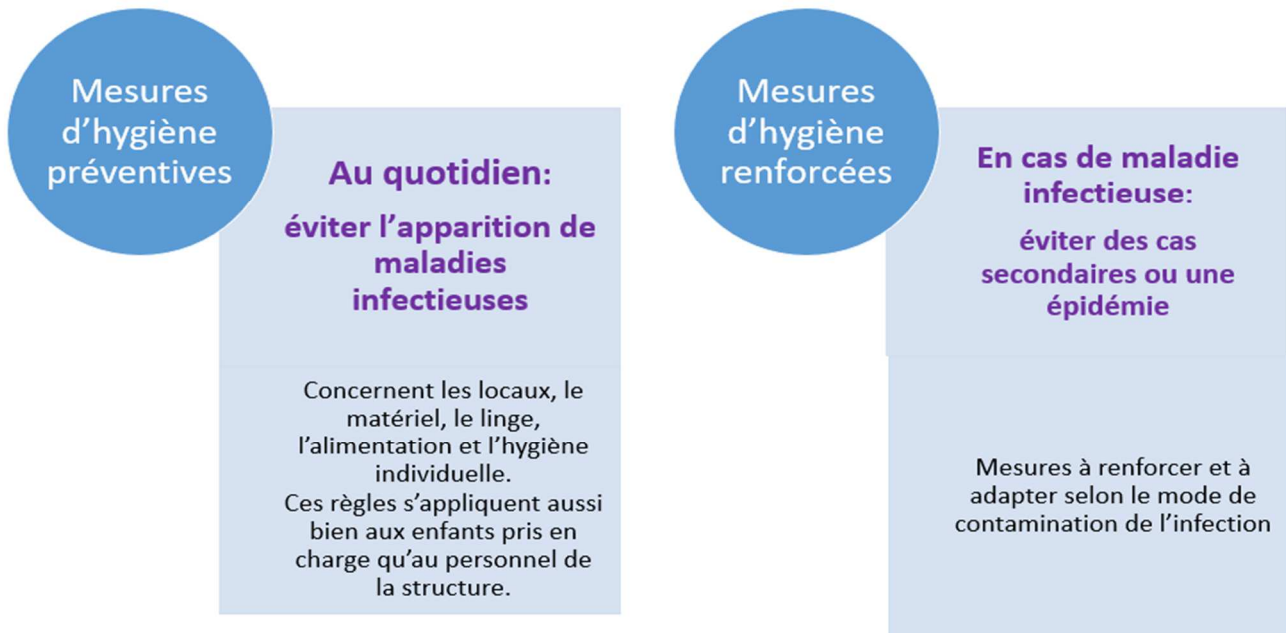 Mesures
d’hygiène
préventives
Au quotidien:
éviter l’apparition de
maladies
infectieuses
Concernent les locaux, le
matériel, le linge,
l’alimentation et l’hygiène
individuelle.
Ces règles s’appliquent aussi
bien aux enfants pris en
charge qu’au personnel de
la structure.
Mesures
d’hygiène
renforcées
En cas de maladie
infectieuse:
éviter des cas
secondaires ou une
épidémie
Mesures à renforcer et à
adapter selon le mode de
contamination de l’infection